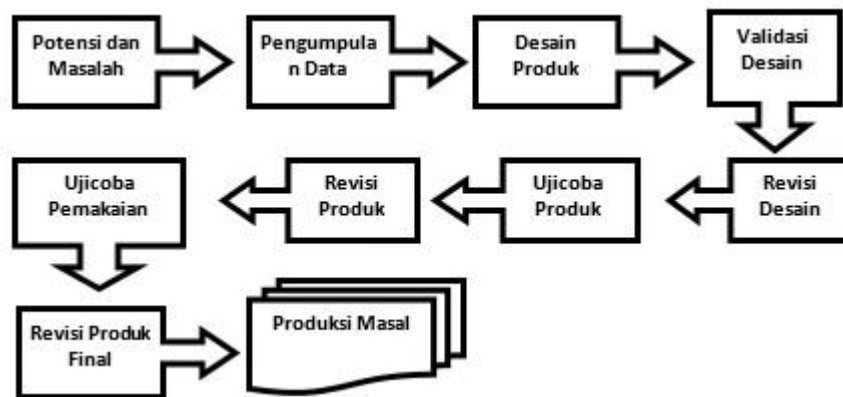 Potensi dan
Masalah
Pengumpula
n Data
Desain
Produk
Validasi
Desain
Revisi
Desain
Ujicoba
Produk
Revisi
Produk
Ujicoba
Pemakaian
Revisi Produk
Final
Produksi Masal